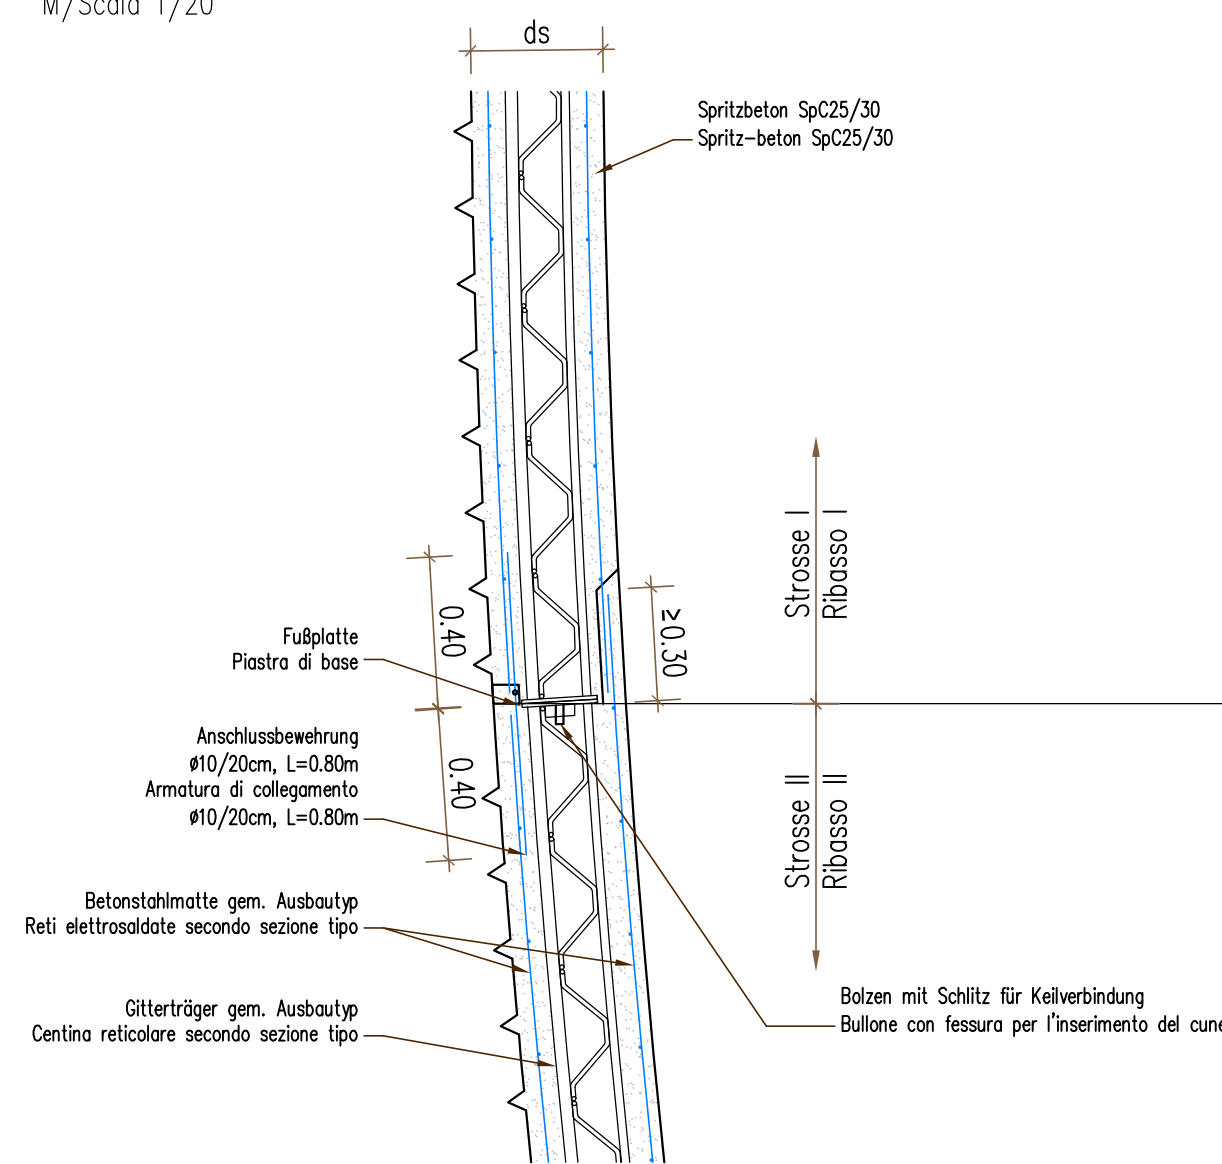 M/Scala 1/20
ds
Spritzbeton SpC25/30
Spritz-beton SpC25/30
Strosse I
Ribasso I
0.40
≥0.30
Fußplatte
Piastra di base
Anschlussbewehrung
ø10/20cm, L=0.80m
Armatura di collegamento
ø10/20cm, L=0.80m
0.40
Strosse II
Ribasso II
Betonstahlmatte gem. Ausbautyp
Reti elettrosaldate secondo sezione tipo
Gitterträger gem. Ausbautyp
Centina reticolare secondo sezione tipo
Bolzen mit Schlitz für Keilverbindung
Bullone con fessura per l'inserimento del cune